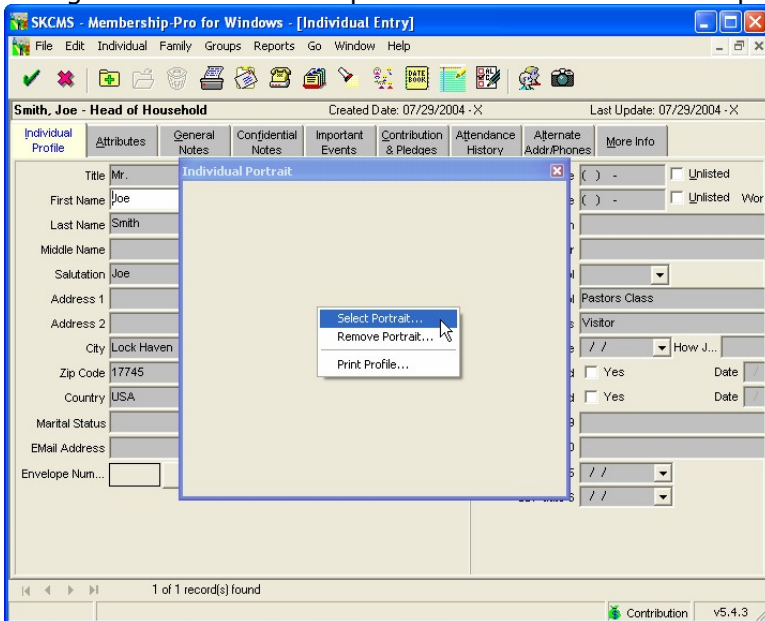 SKCMS - Membership-Pro for Windows - [Individual Entry]
File Edit Individual Family Groups Reports Go Window Help
DATE BOOK
Smith, Joe - Head of Household Created Date: 07/29/2004 - X Last Update: 07/29/2004 - X
Individual Profile Attributes General Notes Confidential Notes Important Events Contribution & Pledges Attendance History Alternate Addr/Phones More Info
Individual Portrait
Title Mr. ( ) - Unlisted
First Name Joe ( ) - Unlisted Wor
Last Name Smith
Middle Name
Salutation Joe
Address 1 Pastors Class
Select Portrait...
Address 2 Visitor
Remove Portrait...
City Lock Haven / / How J...
Print Profile...
Zip Code 17745 Yes Date /
Country USA Yes Date /
Marital Status
EMail Address
Envelope Num... / /
/ /
1 of 1 record(s) found
Contribution v5.4.3